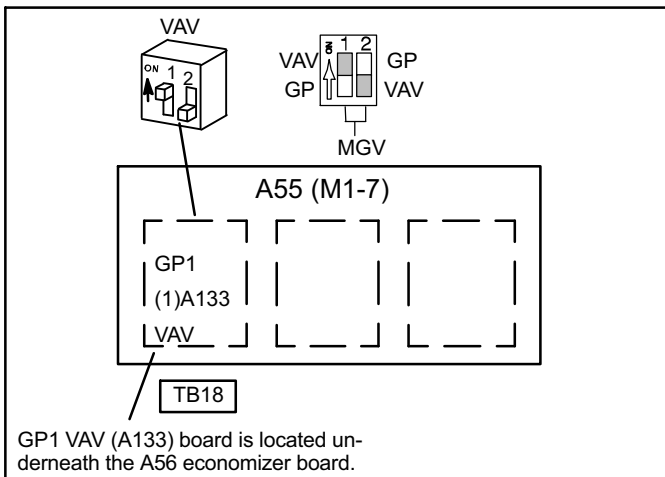 VAV
ON 1 2
ON 1 2
VAV GP
GP VAV
MGV
A55 (M1-7)
GP1
(1)A133
VAV
TB18
GP1 VAV (A133) board is located un-
derneath the A56 economizer board.